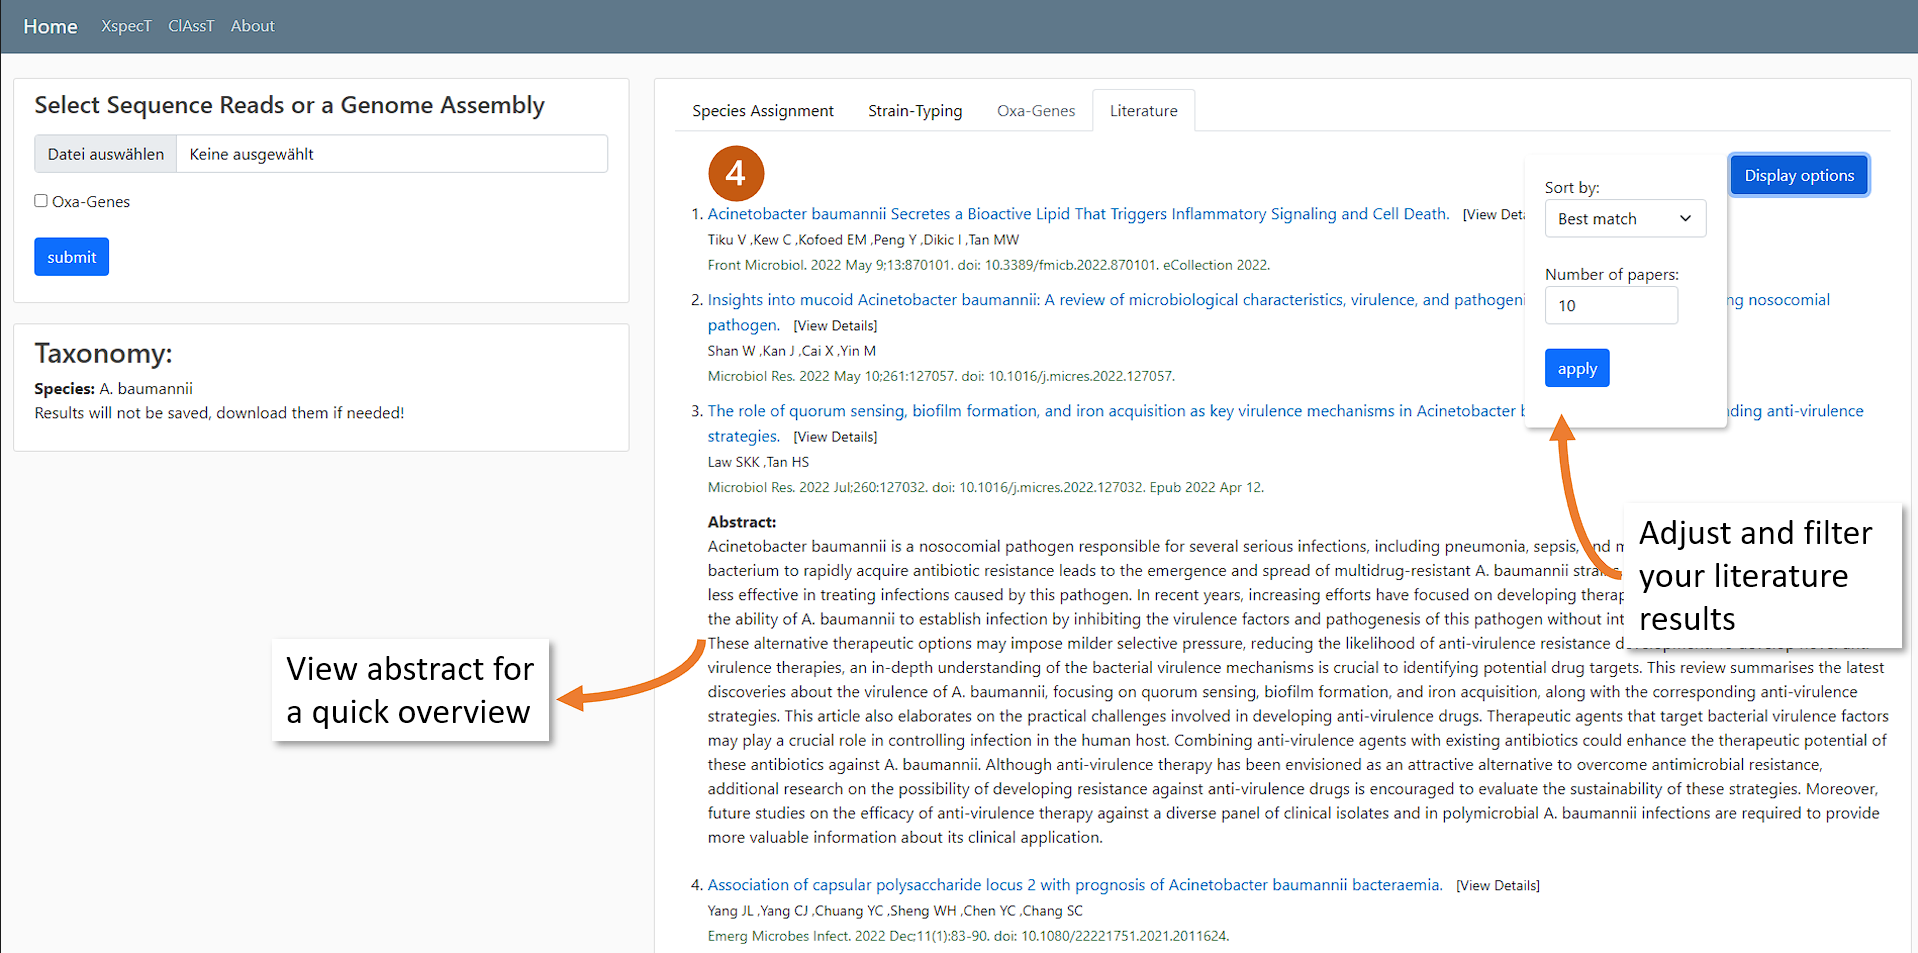 Home XspecT ClAssT About
Select Sequence Reads or a Genome Assembly
Datei auswählen Keine ausgewählt
Oxa-Genes
submit
Taxonomy:
Species: A. baumannii
Results will not be saved, download them if needed!
Species Assignment Strain-Typing Oxa-Genes Literature
4
Display options
Sort by:
Best match
Number of papers:
10
apply
1. Acinetobacter baumannii Secretes a Bioactive Lipid That Triggers Inflammatory Signaling and Cell Death. [View
Tiku V ,Kew C ,Kofoed EM ,Peng Y ,Dikic I ,Tan MW
Front Microbiol. 2022 May 9;13:870101. doi: 10.3389/fmicb.2022.870101. eCollection 2022.
2. Insights into mucoid Acinetobacter baumannii: A review of microbiological characteristics, virulence, and nosocomial
pathogen. [View Details]
Shan W ,Kan J ,Cai X ,Yin M
Microbiol Res. 2022 May 10;261:127057. doi: 10.1016/j.micres.2022.127057.
3. The role of quorum sensing, biofilm formation, and iron acquisition as key virulence mechanisms in Acinetobacter anti-virulence
strategies. [View Details]
Law SKK ,Tan HS
Microbiol Res. 2022 Jul;260:127032. doi: 10.1016/j.micres.2022.127032. Epub 2022 Apr 12.
Abstract:
Acinetobacter baumannii is a nosocomial pathogen responsible for several serious infections, including pneumonia, sepsis, and
bacterium to rapidly acquire antibiotic resistance leads to the emergence and spread of multidrug-resistant A. baumannii strains,
less effective in treating infections caused by this pathogen. In recent years, increasing efforts have focused on developing
the ability of A. baumannii to establish infection by inhibiting the virulence factors and pathogenesis of this pathogen without
These alternative therapeutic options may impose milder selective pressure, reducing the likelihood of anti-virulence resistance
virulence therapies, an in-depth understanding of the bacterial virulence mechanisms is crucial to identifying potential drug targets. This review summarises the latest
discoveries about the virulence of A. baumannii, focusing on quorum sensing, biofilm formation, and iron acquisition, along with the corresponding anti-virulence
strategies. This article also elaborates on the practical challenges involved in developing anti-virulence drugs. Therapeutic agents that target bacterial virulence factors
may play a crucial role in controlling infection in the human host. Combining anti-virulence agents with existing antibiotics could enhance the therapeutic potential of
these antibiotics against A. baumannii. Although anti-virulence therapy has been envisioned as an attractive alternative to overcome antimicrobial resistance,
additional research on the possibility of developing resistance against anti-virulence drugs is encouraged to evaluate the sustainability of these strategies. Moreover,
future studies on the efficacy of anti-virulence therapy against a diverse panel of clinical isolates and in polymicrobial A. baumannii infections are required to provide
more valuable information about its clinical application.
4. Association of capsular polysaccharide locus 2 with prognosis of Acinetobacter baumannii bacteraemia. [View Details]
Yang JL ,Yang CJ ,Chuang YC ,Sheng WH ,Chen YC ,Chang SC
Emerg Microbes Infect. 2022 Dec;11(1):83-90. doi: 10.1080/22221751.2021.2011624.
Adjust and filter
your literature
results
View abstract for
a quick overview